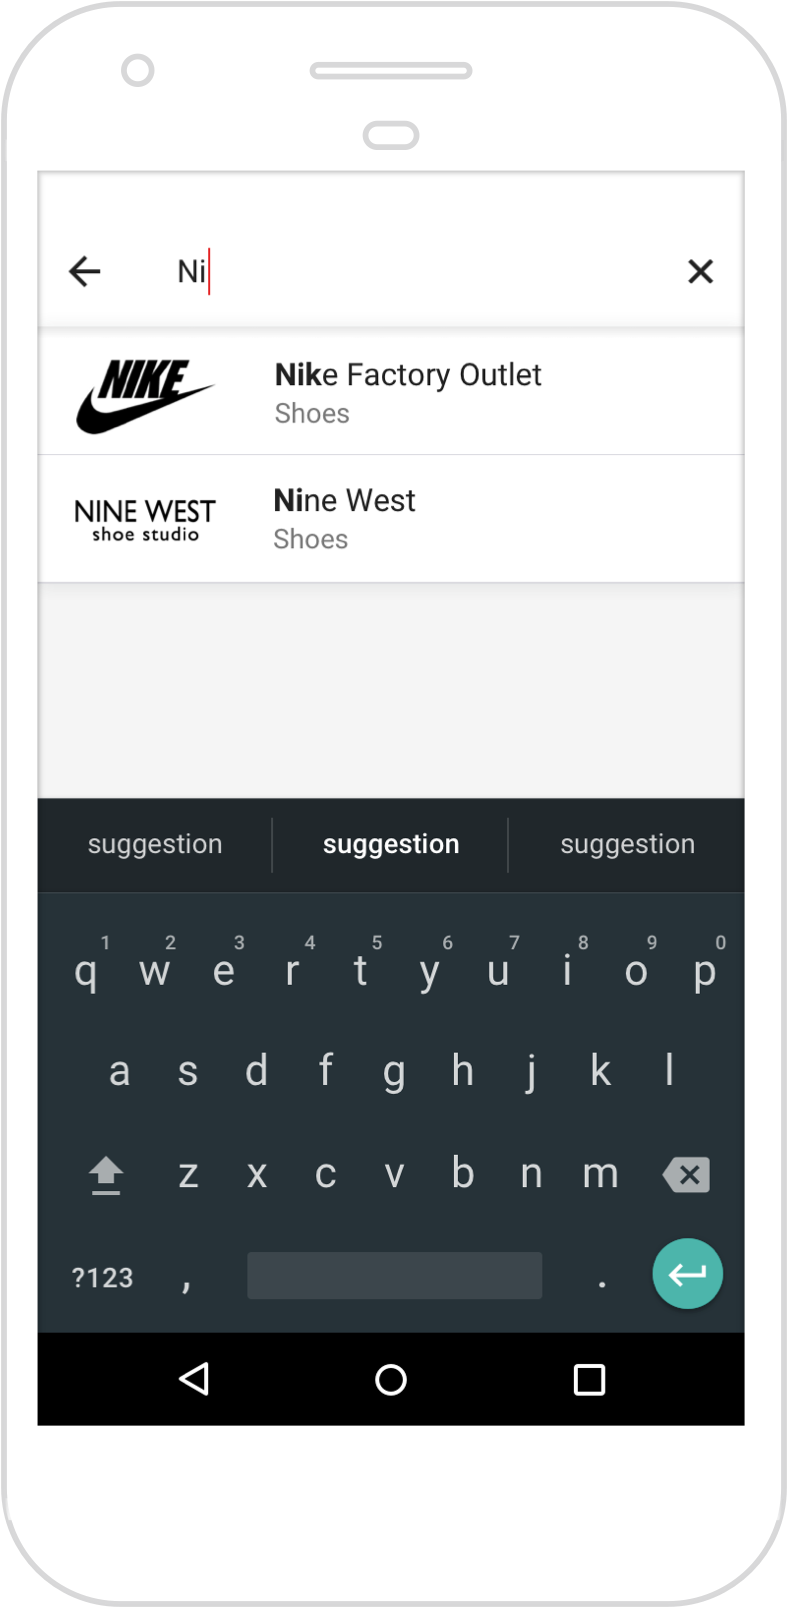 Ni
NIKE
Nike Factory Outlet
Shoes
NINE WEST
shoe studio
Nine West
Shoes
suggestion suggestion suggestion
1 2 3 4 5 6 7 8 9 0
q w e r t y u i o p
a s d f g h j k l
z x c v b n m
?123 , .